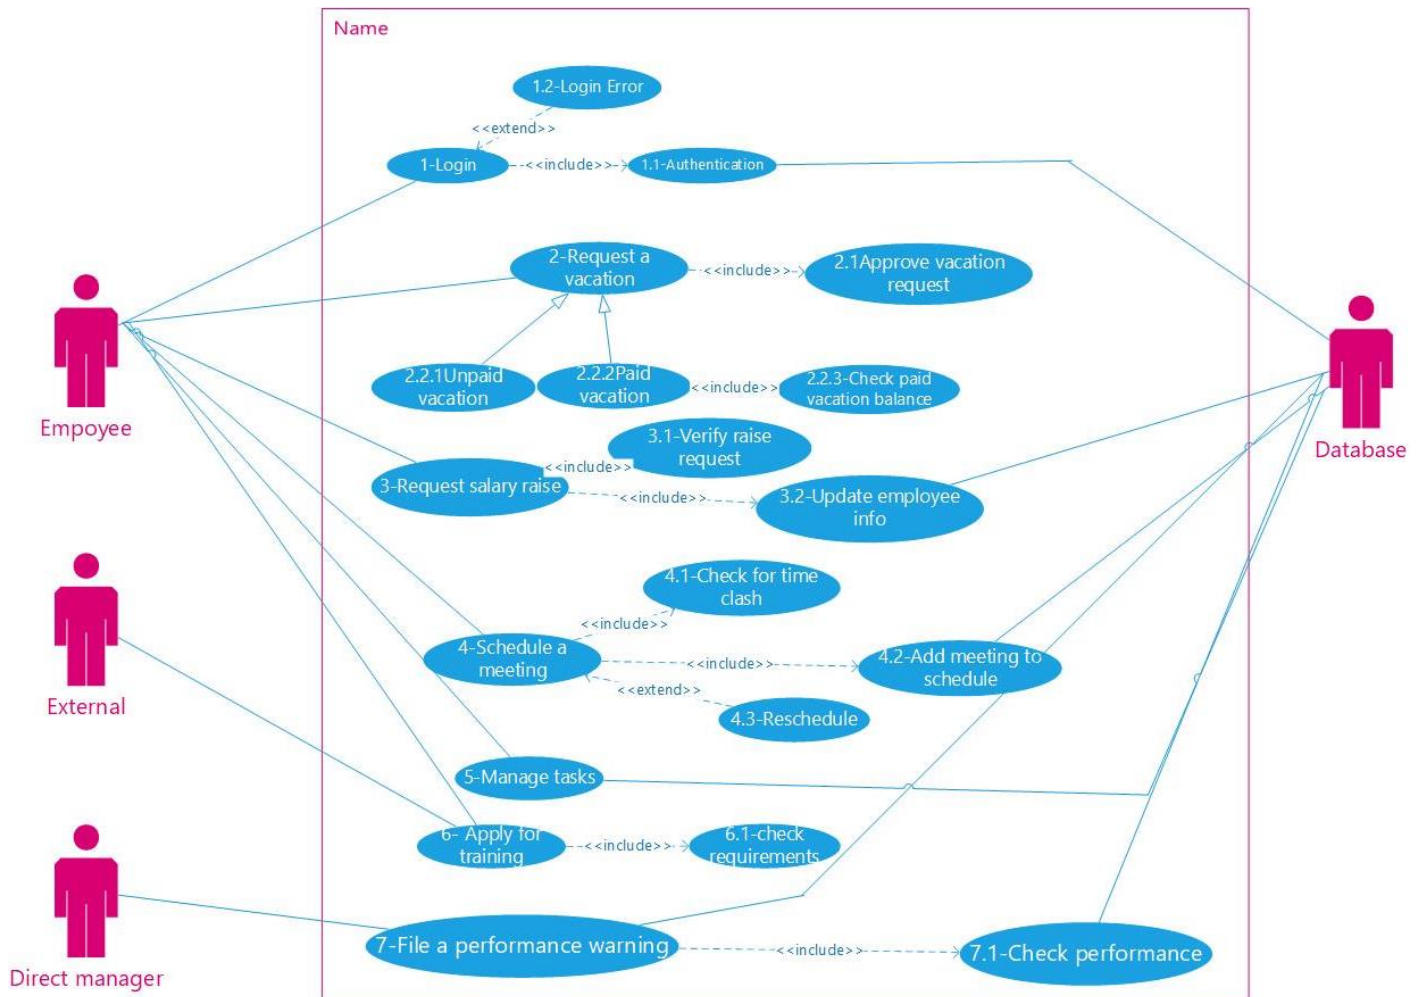 Name
1.2-Login Error
<<extend>>
1-Login
<<include>>
1.1-Authentication
2-Request a
vacation
<<include>>
2.1Approve vacation
request
2.2.1Unpaid
vacation
2.2.2Paid
vacation
<<include>>
2.2.3-Check paid
vacation balance
Empoyee
Database
3.1-Verify raise
request
<<include>>
3-Request salary raise
<<include>>
3.2-Update employee
info
4.1-Check for time
clash
<<include>>
4-Schedule a
meeting
<<include>>
4.2-Add meeting to
schedule
<<extend>>
4.3-Reschedule
External
5-Manage tasks
6- Apply for
training
<<include>>
6.1-check
requirements
7-File a performance warning
<<include>>
7.1-Check performance
Direct manager